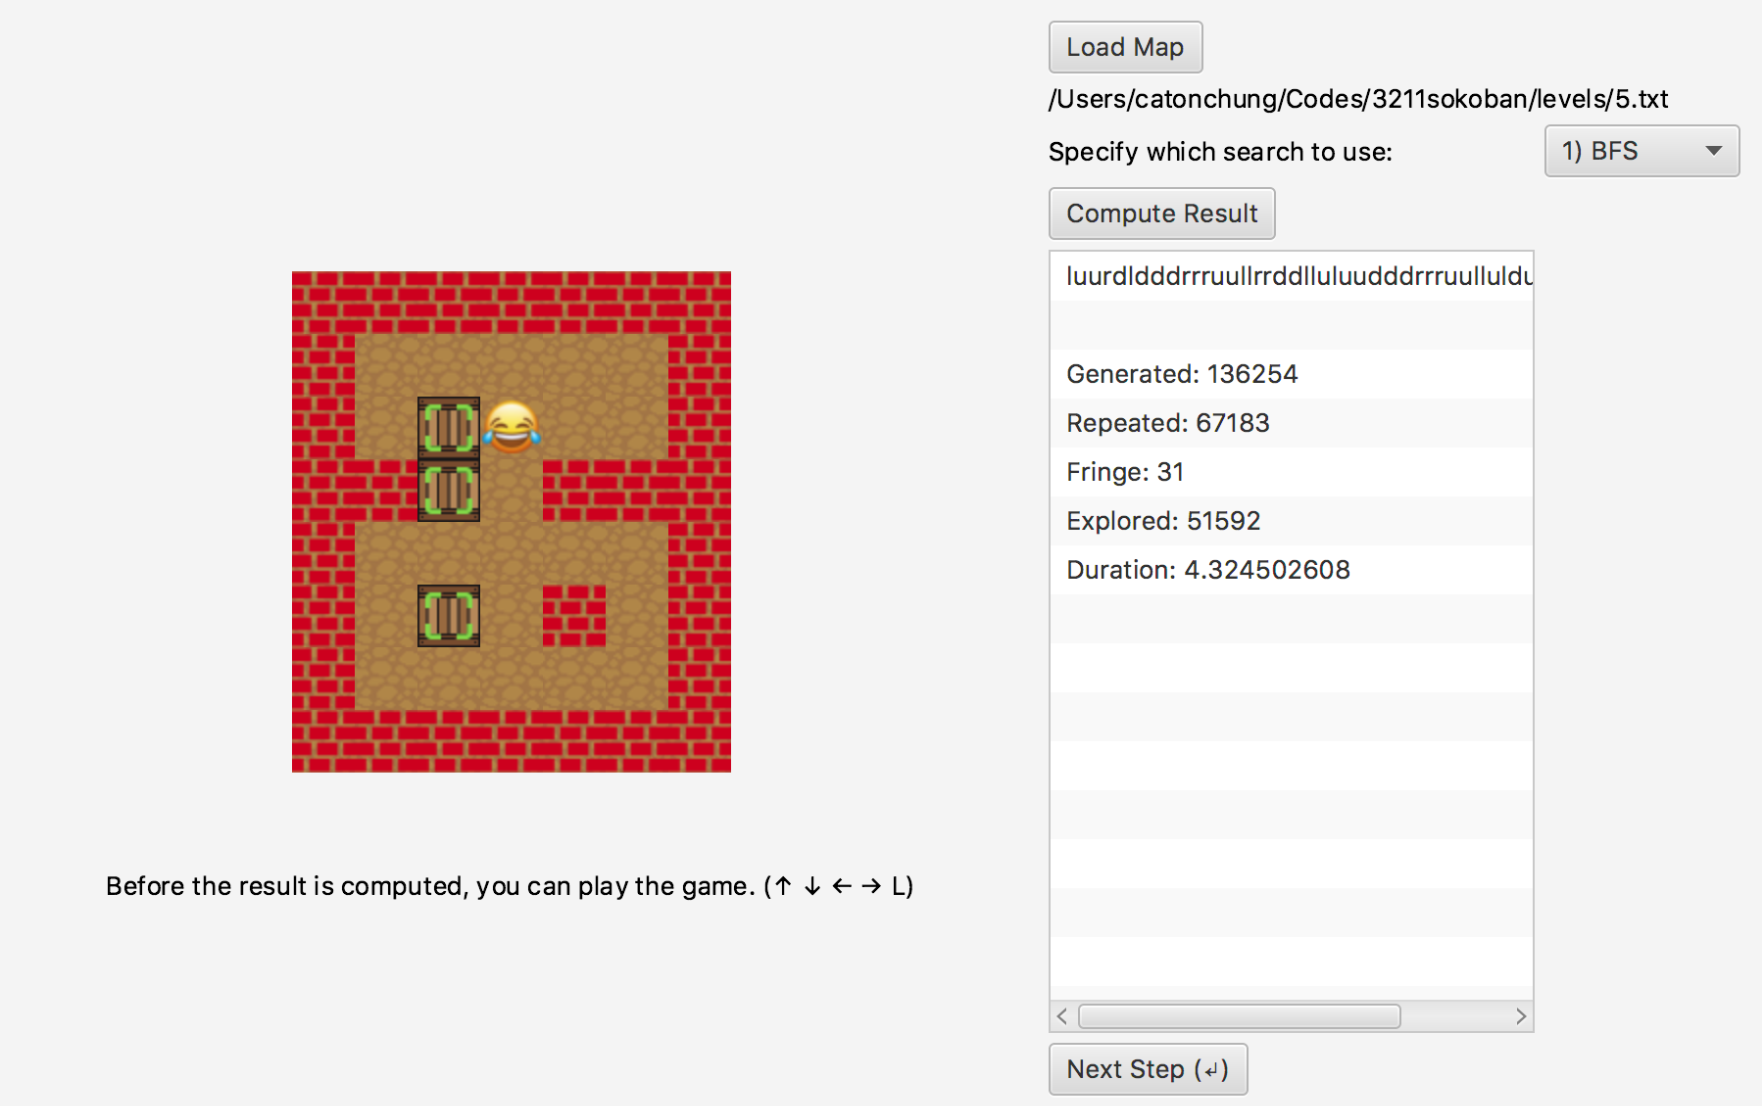 Load Map
/Users/catonchung/Codes/3211sokoban/levels/5.txt
Specify which search to use:
1) BFS
Compute Result
luurdldddrrruullrrddlluluudddrrruulluldu
Generated: 136254
Repeated: 67183
Fringe: 31
Explored: 51592
Duration: 4.324502608
Before the result is computed, you can play the game. (↑ ↓ ← → L)
Next Step (↲)